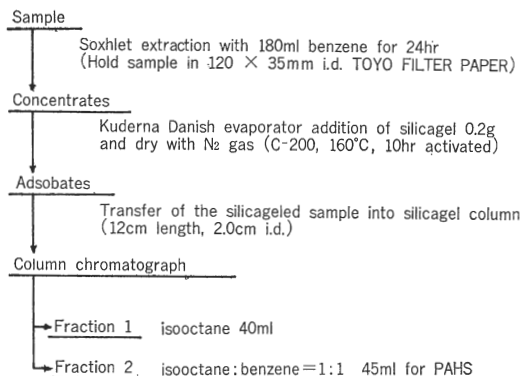 Sample
Soxhlet extraction with 180ml benzene for 24hr
(Hold sample in 120 × 35mm i.d. TOYO FILTER PAPER)
Concentrates
Kuderna Danish evaporator addition of silicagel 0.2g
and dry with N₂ gas (C-200, 160°C, 10hr activated)
Adsobates
Transfer of the silicageled sample into silicagel column
(12cm length, 2.0cm i.d.)
Column chromatograph
Fraction 1 isooctane 40ml
Fraction 2 isooctane:benzene=1:1 45ml for PAHS